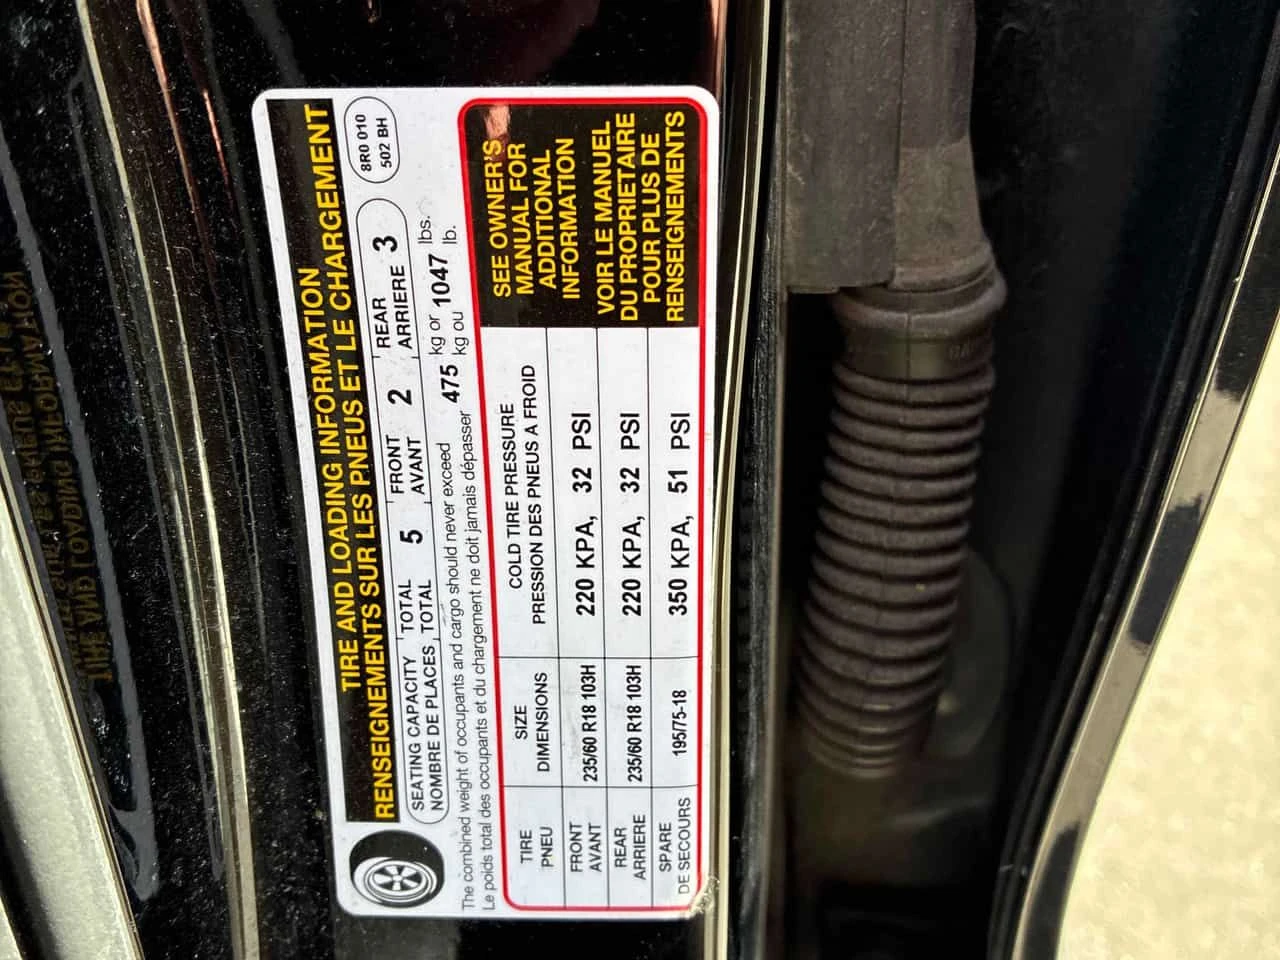 TIRE AND LOADING INFORMATION
RENSEIGNEMENTS SUR LES PNEUS ET LE CHARGEMENT
SEATING CAPACITY TOTAL 5 FRONT 2 REAR 3
NOMBRE DE PLACES TOTAL AVANT ARRIERE
8R0 010
502 BH
The combined weight of occupants and cargo should never exceed 475 kg or 1047 lbs.
Le poids total des occupants et du chargement ne doit jamais dépasser kg ou lb.
TIRE SIZE COLD TIRE PRESSURE
PNEU DIMENSIONS PRESSION DES PNEUS A FROID
FRONT
AVANT 235/60 R18 103H 220 KPA, 32 PSI
REAR
ARRIERE 235/60 R18 103H 220 KPA, 32 PSI
SPARE
DE SECOURS 195/75-18 350 KPA, 51 PSI
SEE OWNER'S
MANUAL FOR
ADDITIONAL
INFORMATION
VOIR LE MANUEL
DU PROPRIETAIRE
POUR PLUS DE
RENSEIGNEMENTS